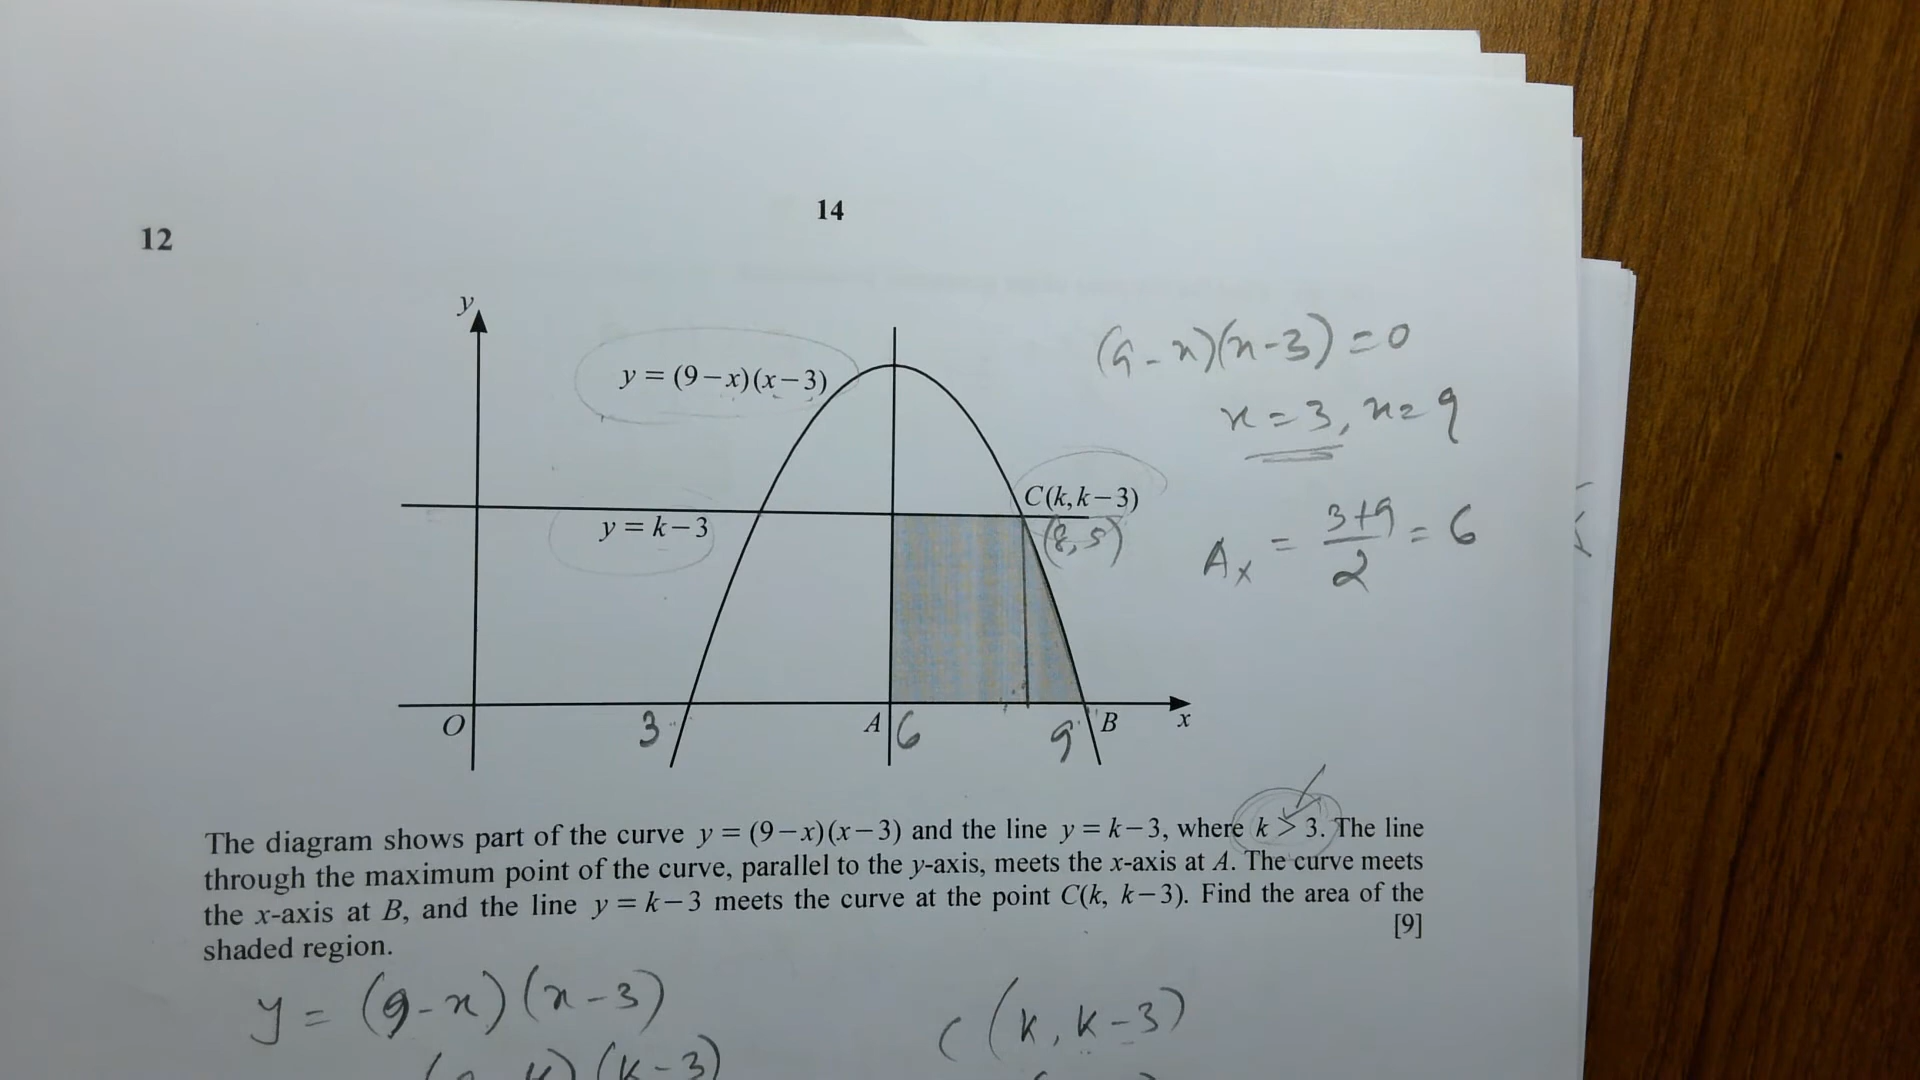 14
12
y
y = (9−x)(x−3)
(9-x)(x-3)=0
x=3, x=9
C(k, k−3)
y = k−3
(8,5)
Ax = 3+9/2 = 6
O
3
A
6
9
B
x
The diagram shows part of the curve y = (9−x)(x−3) and the line y = k−3, where k > 3. The line
through the maximum point of the curve, parallel to the y-axis, meets the x-axis at A. The curve meets
the x-axis at B, and the line y = k−3 meets the curve at the point C(k, k−3). Find the area of the
shaded region.
[9]
y = (9-x)(x-3)
C(k, k-3)
(k-3)